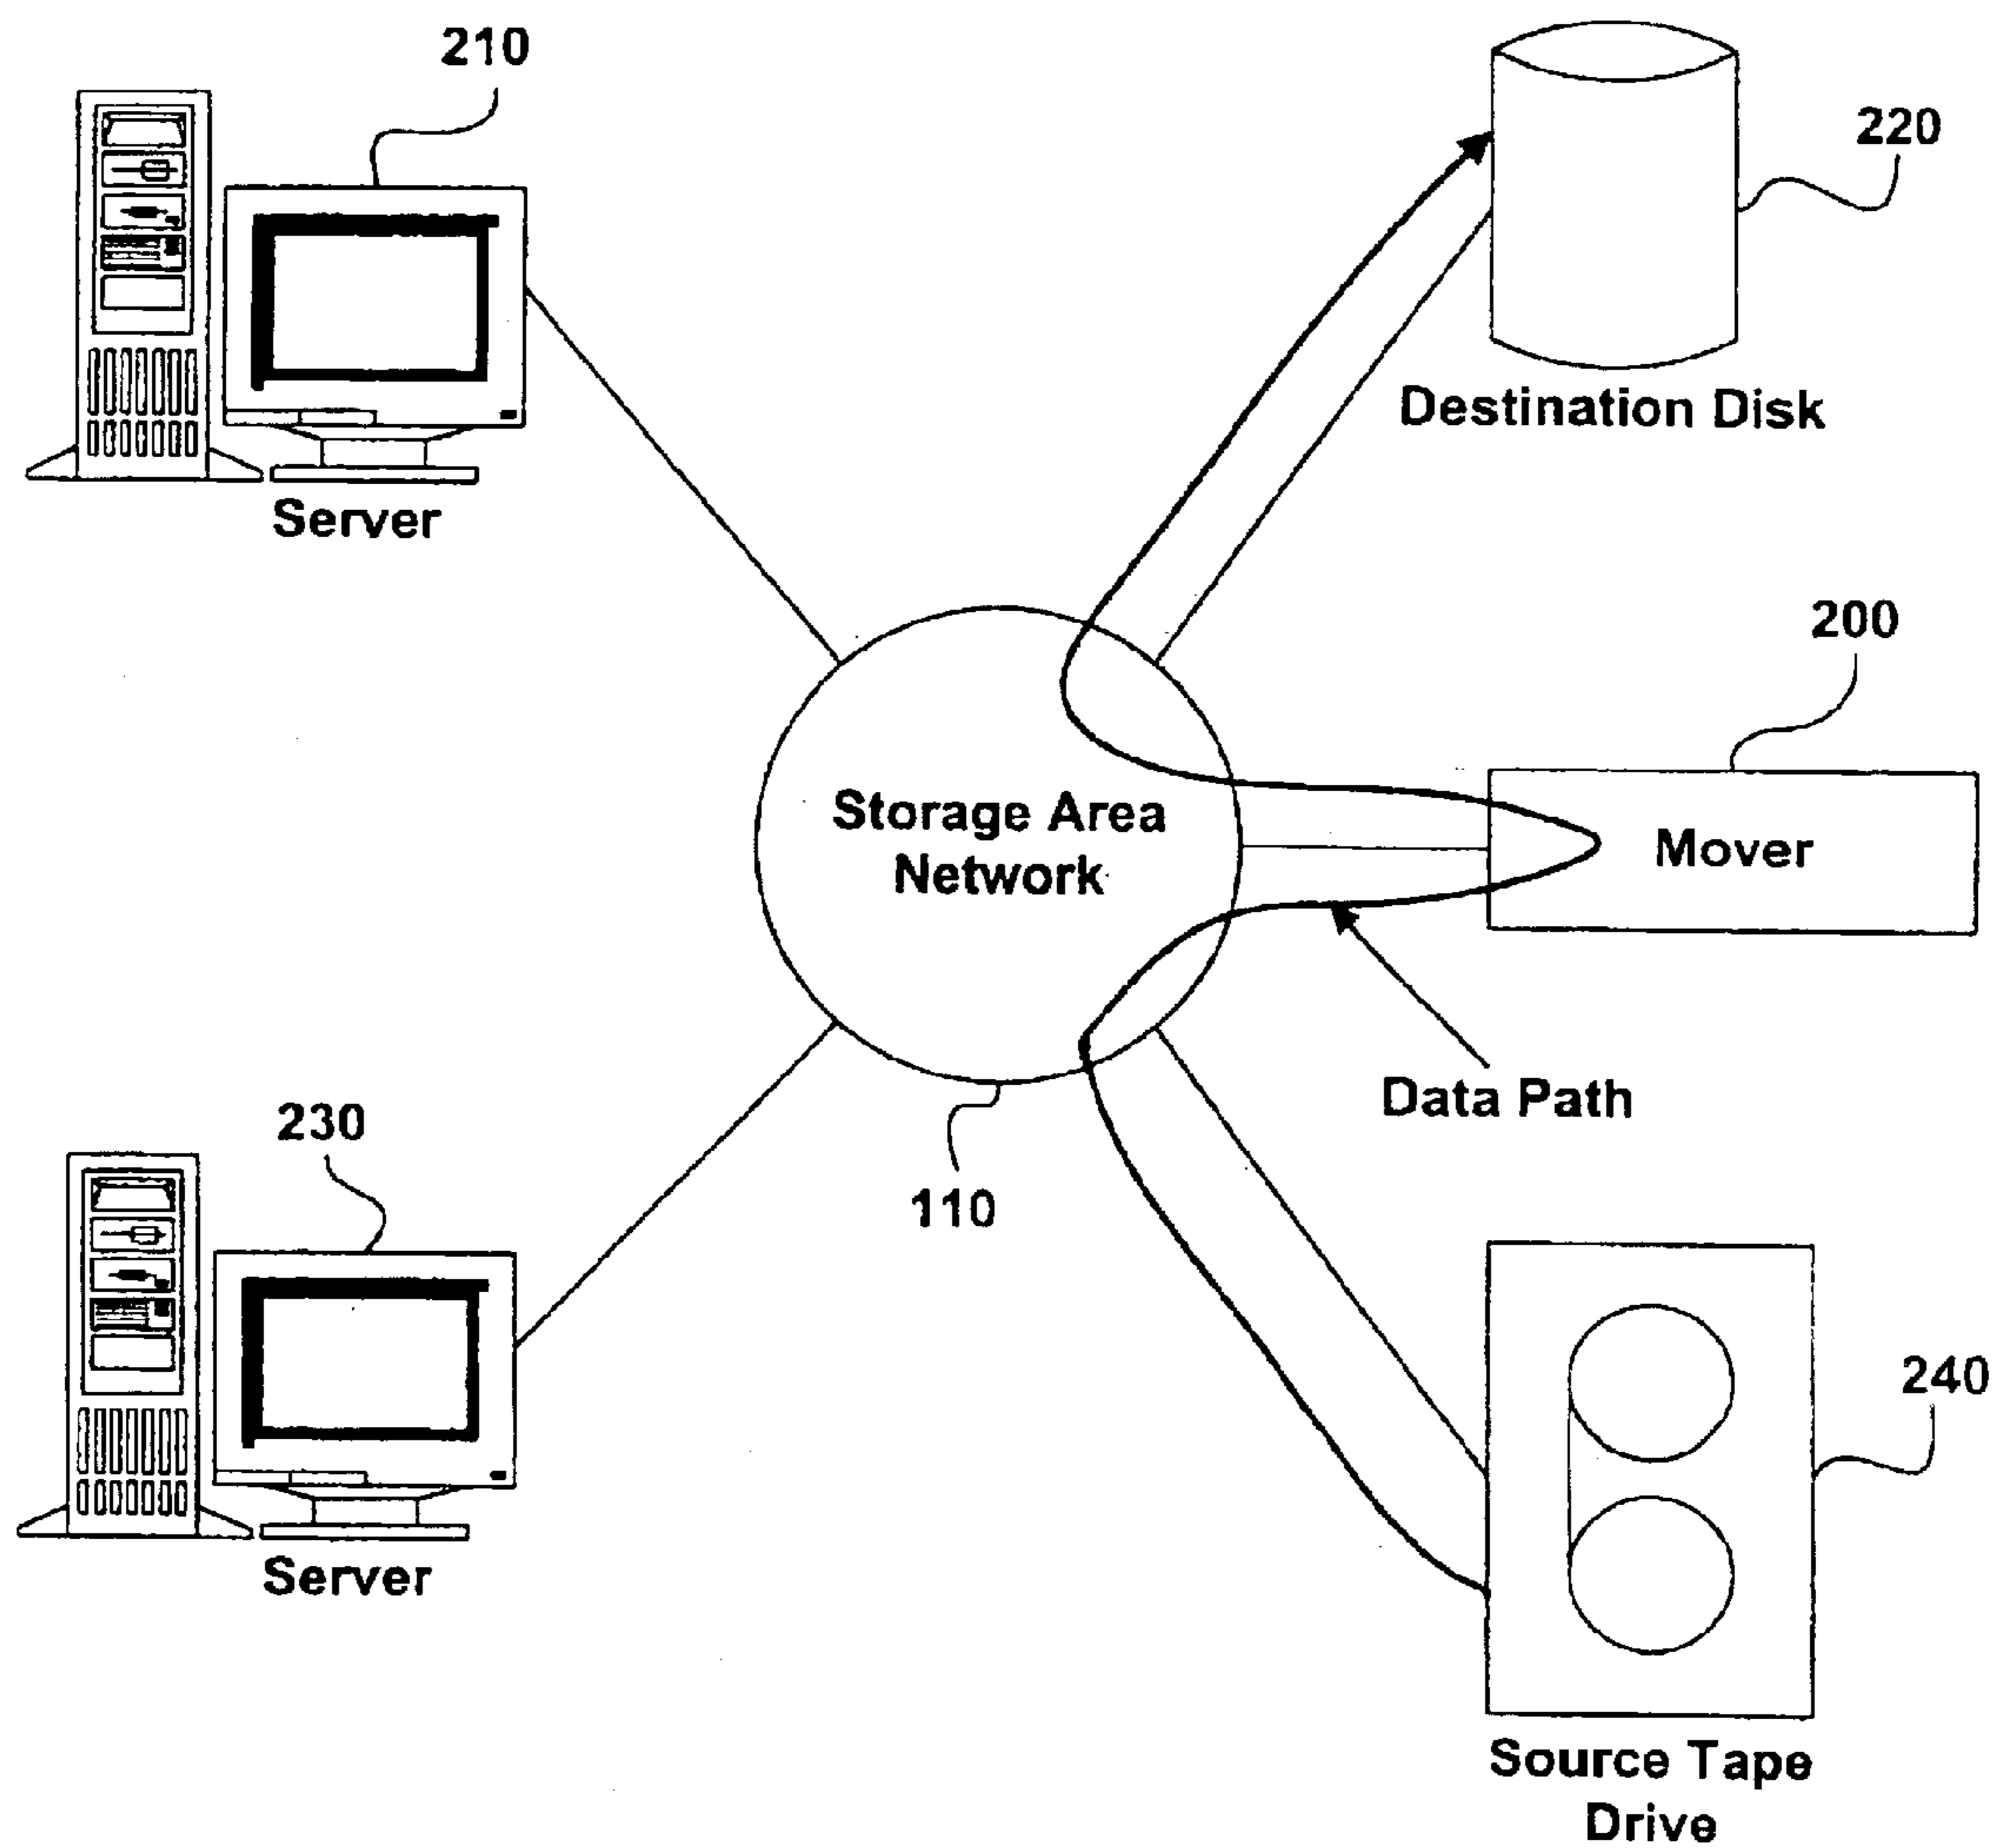 210
220
Destination Disk
Server
200
Storage Area
Network
Mover
Data Path
230
110
240
Server
Source Tape
Drive